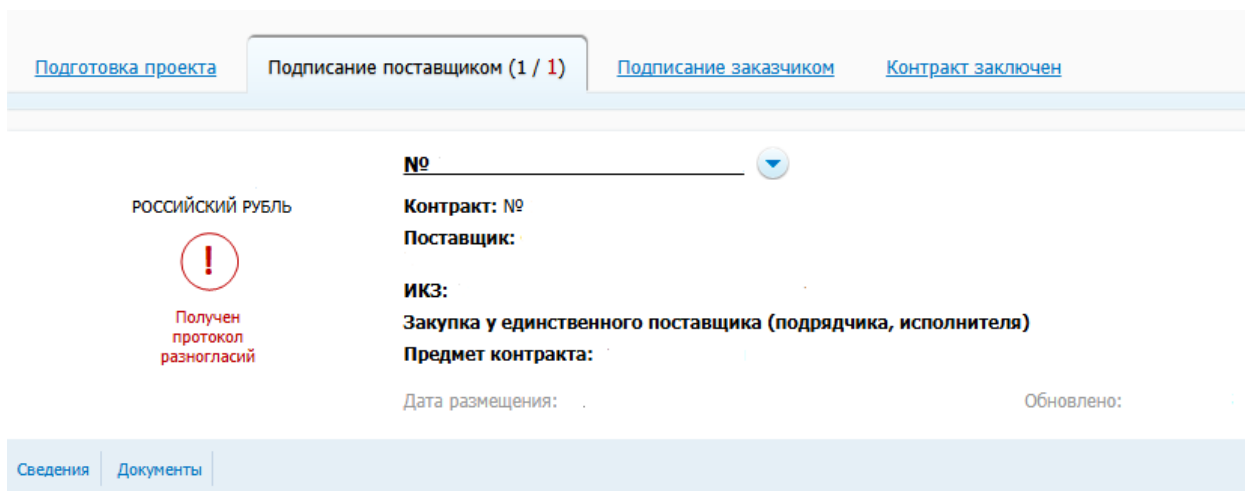 Подготовка проекта Подписание поставщиком (1 / 1) Подписание заказчиком Контракт заключен
№
РОССИЙСКИЙ РУБЛЬ
Контракт: №
Поставщик:
!
ИКЗ:
Получен
протокол
разногласий
Закупка у единственного поставщика (подрядчика, исполнителя)
Предмет контракта:
Дата размещения: Обновлено:
Сведения Документы